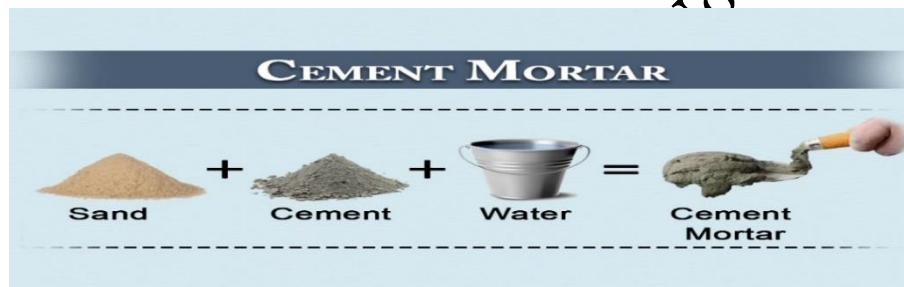 CEMENT MORTAR
+ + =
Sand Cement Water Cement
Mortar